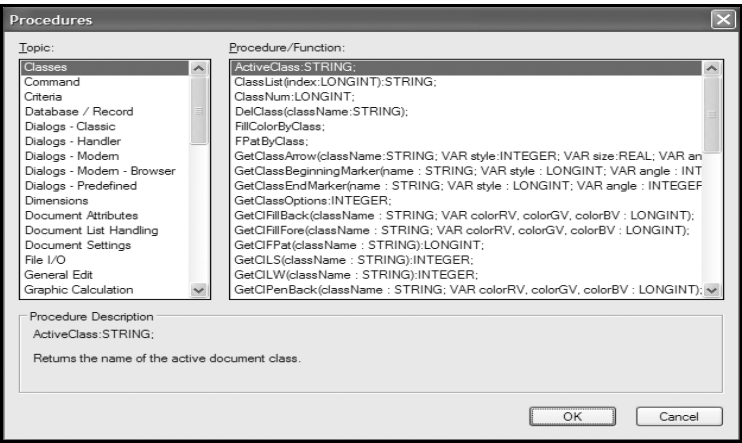 Procedures
Topic:
Classes
Command
Criteria
Database / Record
Dialogs - Classic
Dialogs - Handler
Dialogs - Modern
Dialogs - Modern - Browser
Dialogs - Predefined
Dimensions
Document Attributes
Document List Handling
Document Settings
File I/O
General Edit
Graphic Calculation
Procedure/Function:
ActiveClass:STRING;
ClassList(index:LONGINT):STRING;
ClassNum:LONGINT;
DelClass(className:STRING);
FillColorByClass;
FPatByClass;
GetClassArrow(className:STRING; VAR style:INTEGER; VAR size:REAL; VAR an
GetClassBeginningMarker(name : STRING; VAR style : LONGINT; VAR angle : INT
GetClassEndMarker(name : STRING; VAR style : LONGINT; VAR angle : INTEGER
GetClassOptions:INTEGER;
GetClFillBack(className : STRING; VAR colorRV, colorGV, colorBV : LONGINT);
GetClFillFore(className : STRING; VAR colorRV, colorGV, colorBV : LONGINT);
GetClFPat(className : STRING):LONGINT;
GetClLS(className : STRING):INTEGER;
GetClLW(className : STRING):INTEGER;
GetClPenBack(className : STRING; VAR colorRV, colorGV, colorBV : LONGINT);
Procedure Description
ActiveClass:STRING;
Returns the name of the active document class.
OK
Cancel